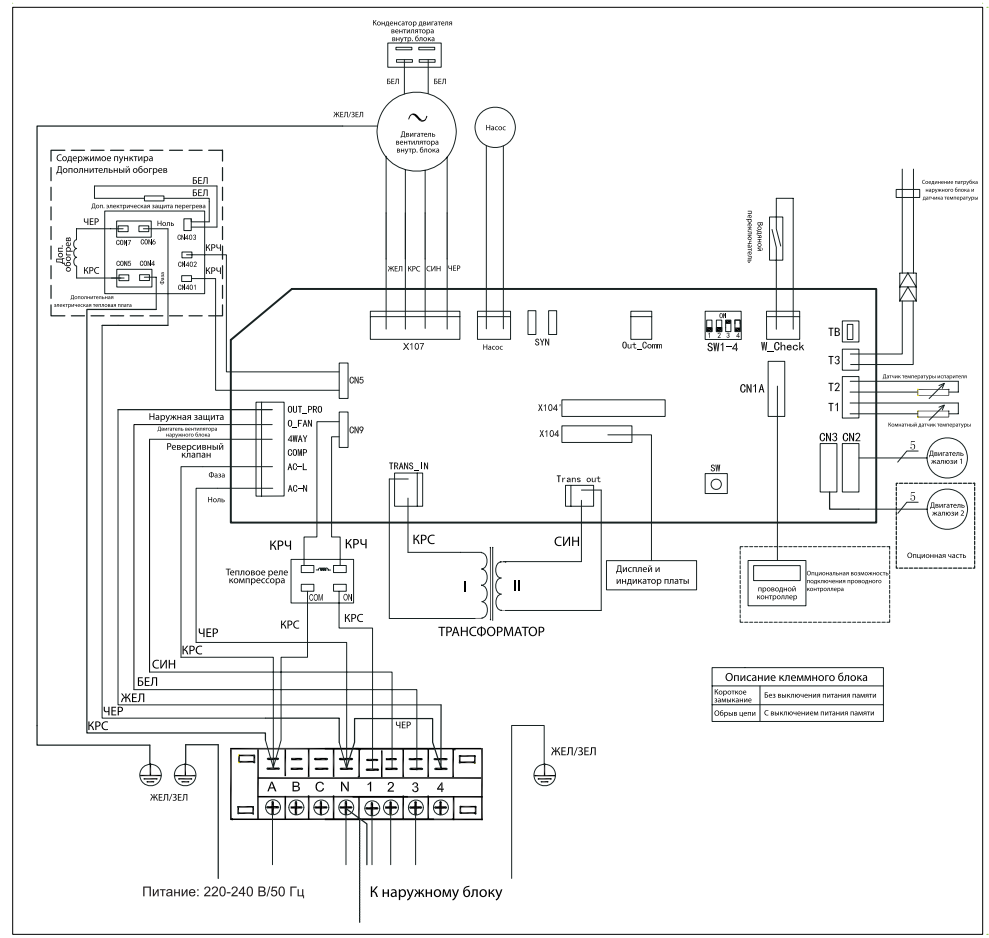 Конденсатор двигателя
вентилятора
внутр. блока
БЕЛ
БЕЛ
ЖЕЛ/ЗЕЛ
Двигатель
вентилятора
внутр. блока
Насос
Содержимое пунктира
Дополнительный обогрев
БЕЛ
БЕЛ
Доп. электрическая защита перегрева
ЧЕР
Ноль
CON7
CON6
CN403
КРЧ
CN402
Доп.
обогрев
КРС
CON5
CON4
Фаза
КРЧ
CN401
Дополнительная
электрическая тепловая плата
ЖЕЛ
КРС
СИН
ЧЕР
Водяной
переключатель
Соединение патрубка
наружного блока и
датчика температуры
X107
Насос
SYN
Out_Comm
ON
1 2 3 4
SW1-4
W_Check
TB
T3
T2
T1
Датчик температуры испарителя
Комнатный датчик температуры
CN5
CN1A
X104'
X104
CN9
OUT_PRO
O_FAN
4WAY
COMP
AC-L
AC-N
Наружная защита
Двигатель вентилятора
наружного блока
Реверсивный
клапан
Фаза
Ноль
TRANS_IN
Trans out
SW
CN3
CN2
5
Двигатель
жалюзи 1
5
Двигатель
жалюзи 2
Опционная часть
КРЧ
КРЧ
Тепловое реле
компрессора
COM
ON
КРС
СИН
I
II
ТРАНСФОРМАТОР
Дисплей и
индикатор платы
проводной
контроллер
Опциональная возможность
подключения проводного
контроллера
КРС
КРС
ЧЕР
КРС
СИН
БЕЛ
ЖЕЛ
ЧЕР
КРС
ЧЕР
Описание клеммного блока
Короткое
замыкание
Без выключения питания памяти
Обрыв цепи
С выключением питания памяти
ЖЕЛ/ЗЕЛ
ЖЕЛ/ЗЕЛ
A B C N 1 2 3 4
Питание: 220-240 В/50 Гц
К наружному блоку